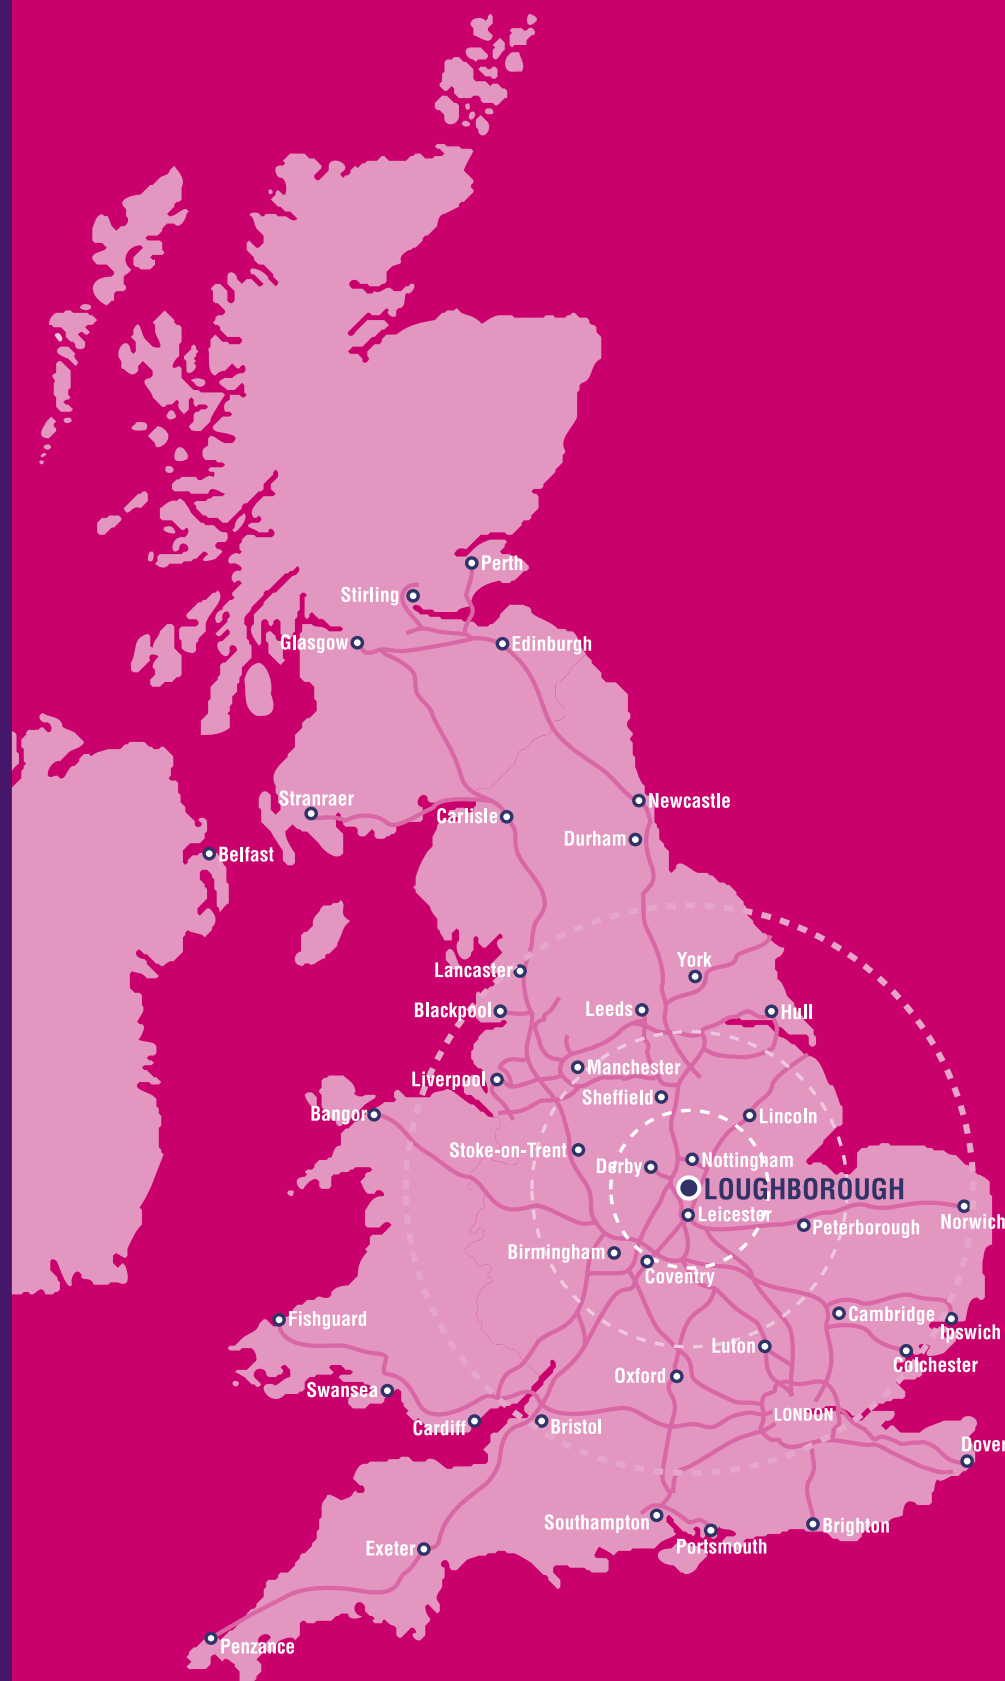 Perth
Stirling
Glasgow
Edinburgh
Stranraer
Newcastle
Carlisle
Durham
Belfast
York
Lancaster
Blackpool
Leeds
Hull
Manchester
Liverpool
Sheffield
Bangor
Lincoln
Stoke-on-Trent
Nottingham
Derby
LOUGHBOROUGH
Leicester
Norwich
Peterborough
Birmingham
Coventry
Fishguard
Cambridge
Ipswich
Luton
Colchester
Oxford
Swansea
LONDON
Cardiff
Bristol
Dover
Southampton
Brighton
Portsmouth
Exeter
Penzance